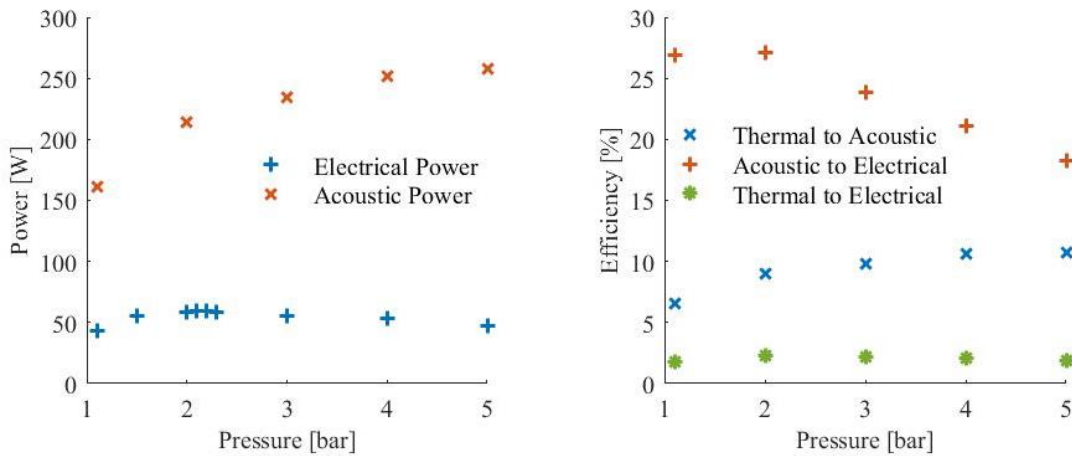 300
250
200
150
100
50
0
Power [W]
Electrical Power
Acoustic Power
1 2 3 4 5
Pressure [bar]
30
25
20
15
10
5
0
Efficiency [%]
Thermal to Acoustic
Acoustic to Electrical
Thermal to Electrical
1 2 3 4 5
Pressure [bar]